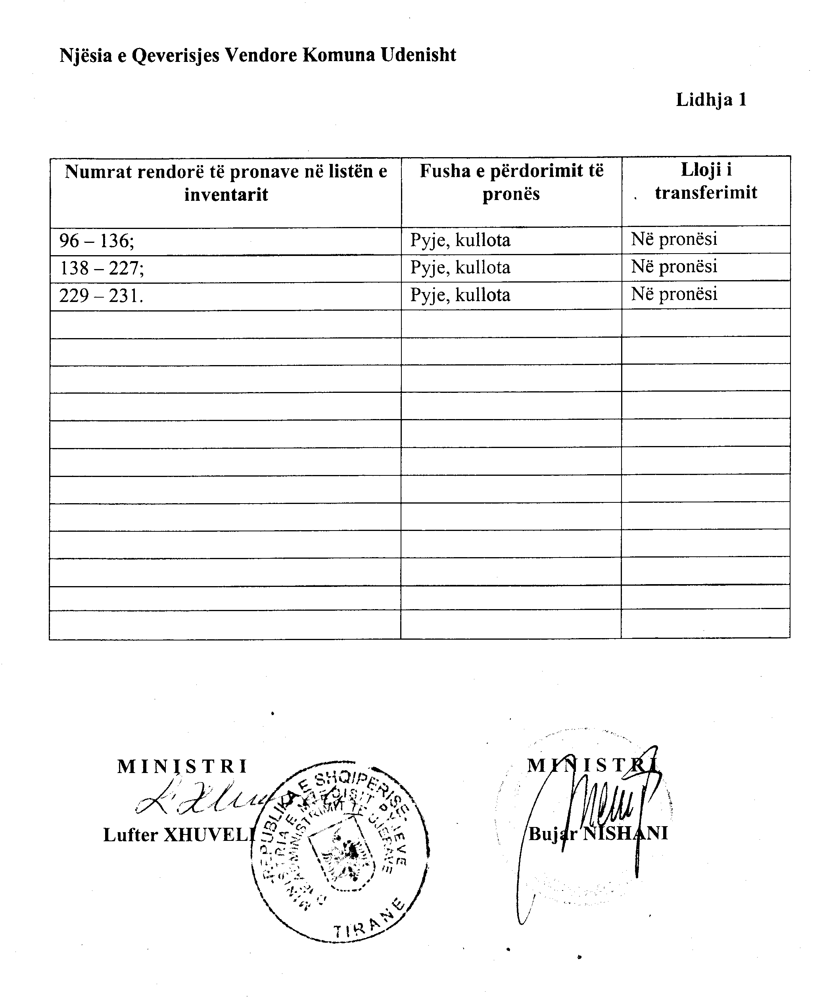 Njësia e Qeverisjes Vendore Komuna Udenisht
Lidhja 1
Numrat rendorë të pronave në listën e
inventarit
Fusha e përdorimit të
pronës
Lloji i
transferimit
96 – 136; Pyje, kullota Në pronësi
138 – 227; Pyje, kullota Në pronësi
229 – 231. Pyje, kullota Në pronësi
MINISTRI
Lufter XHUVELI
REPUBLIKA E SHQIPERISE
MINISTRIA E MJEDISIT PYJEVE
DHE ADMINISTRIMIT TE UJERAVE
TIRANE
MINISTRI
Bujar NISHANI